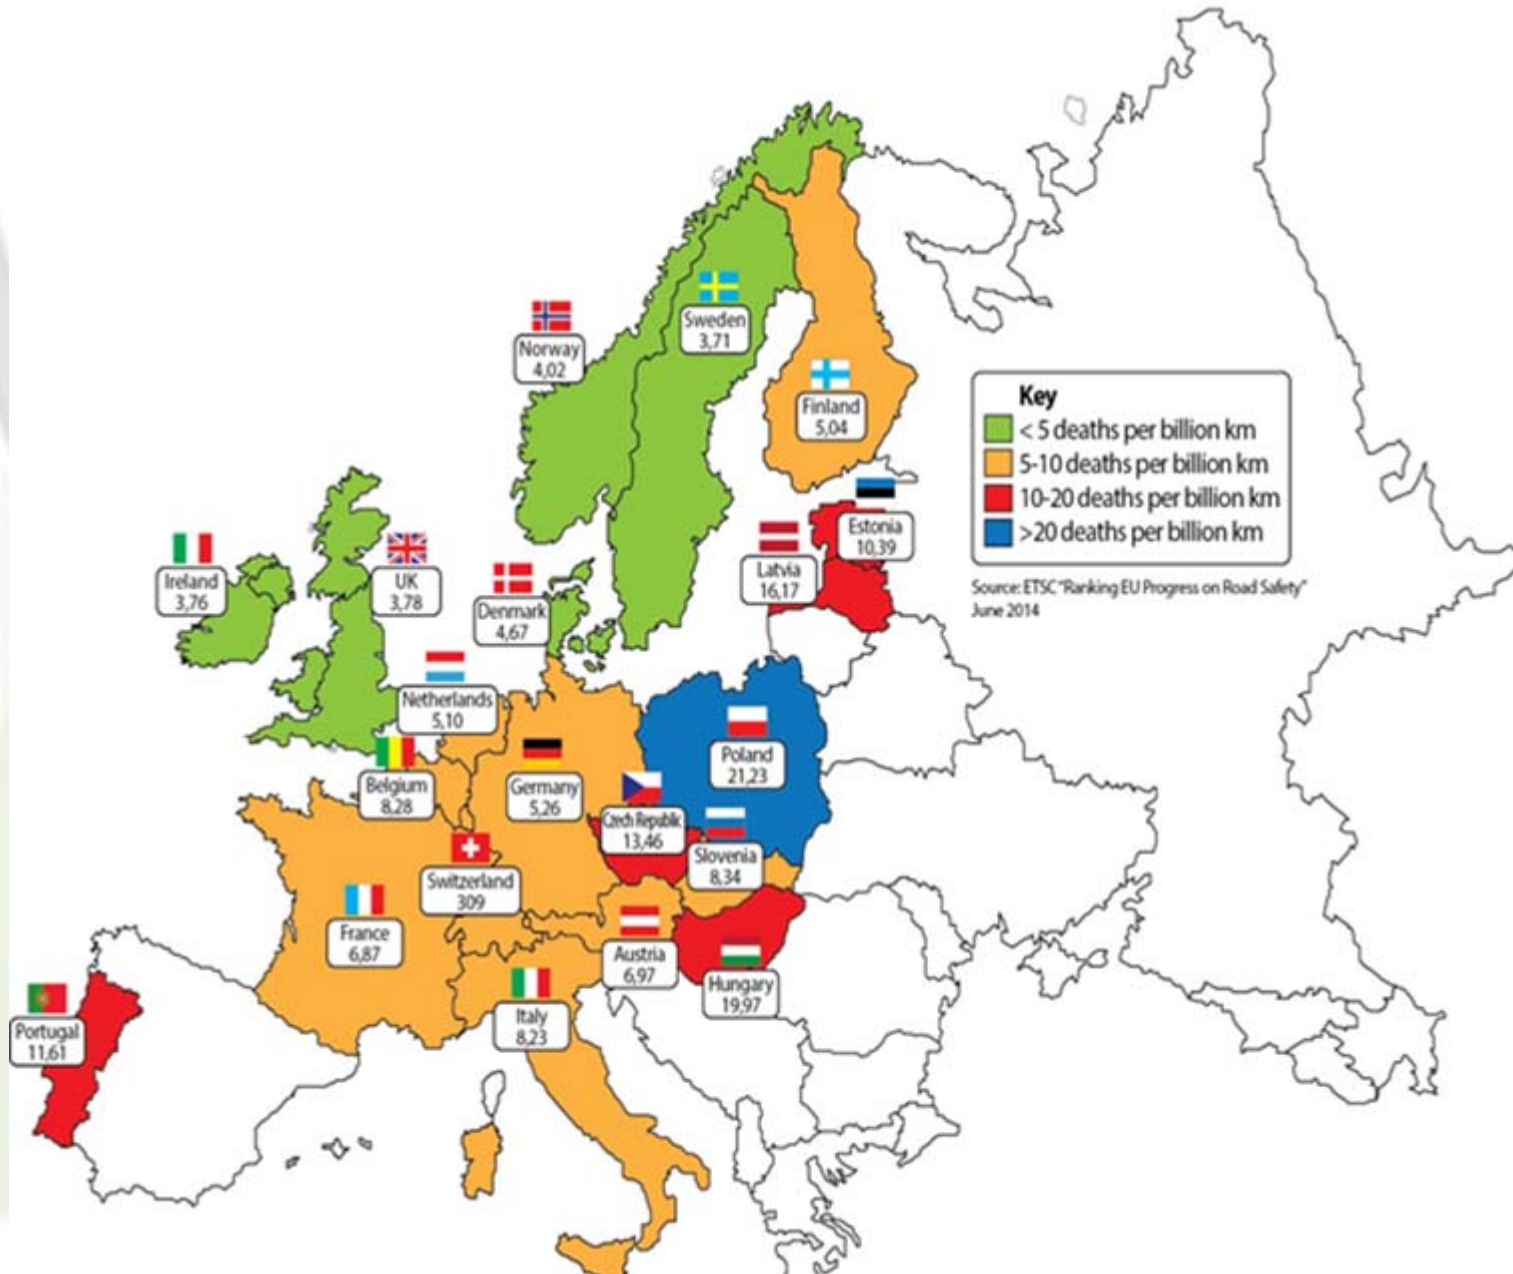 Sweden
3,71
Norway
4,02
Finland
5,04
Key
< 5 deaths per billion km
5-10 deaths per billion km
10-20 deaths per billion km
>20 deaths per billion km
Source: ETSC "Ranking EU Progress on Road Safety"
June 2014
Estonia
10,39
Latvia
16,17
Ireland
3,76
UK
3,78
Denmark
4,67
Netherlands
5,10
Poland
21,23
Belgium
8,28
Germany
5,26
Czech Republic
13,46
Slovenia
8,34
Switzerland
309
France
6,87
Austria
6,97
Hungary
19,97
Italy
8,23
Portugal
11,61